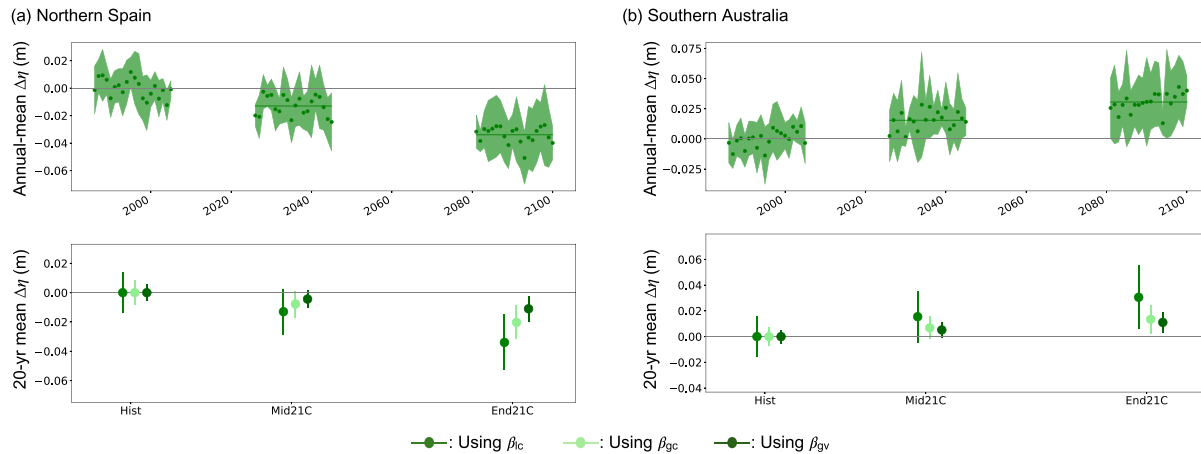 (a) Northern Spain
Annual-mean Δη (m)
0.02
0.00
−0.02
−0.04
−0.06
2000
2020
2040
2060
2080
2100
20-yr mean Δη (m)
0.02
0.00
−0.02
−0.04
−0.06
Hist
Mid21C
End21C
(b) Southern Australia
Annual-mean Δη (m)
0.075
0.050
0.025
0.000
−0.025
2000
2020
2040
2060
2080
2100
20-yr mean Δη (m)
0.06
0.04
0.02
0.00
−0.02
−0.04
Hist
Mid21C
End21C
: Using βlc : Using βgc : Using βgv